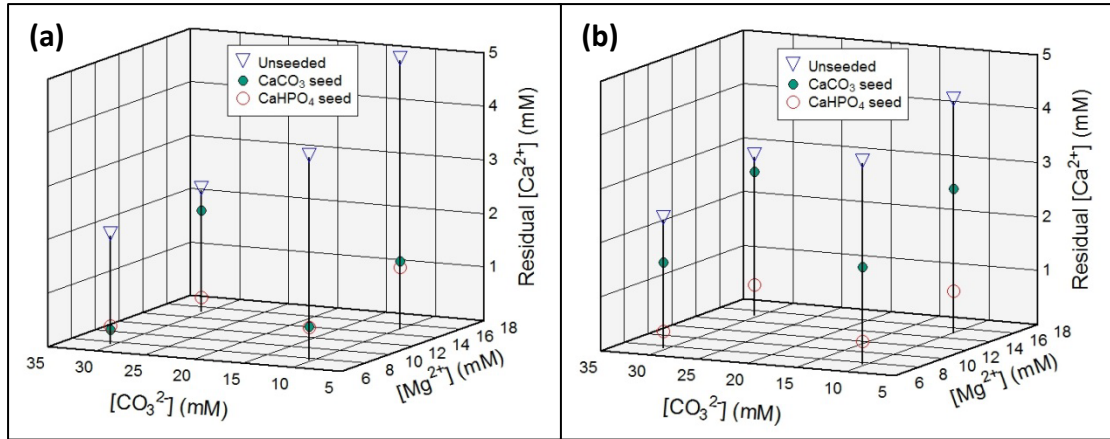 (a)
Unseeded
CaCO₃ seed
CaHPO₄ seed
5
4
3
2
1
Residual [Ca²⁺] (mM)
35
30
25
20
15
10
5
[CO₃²⁻] (mM)
6
8
10
12
14
16
18
[Mg²⁺] (mM)
(b)
Unseeded
CaCO₃ seed
CaHPO₄ seed
5
4
3
2
1
Residual [Ca²⁺] (mM)
35
30
25
20
15
10
5
[CO₃²⁻] (mM)
6
8
10
12
14
16
18
[Mg²⁺] (mM)